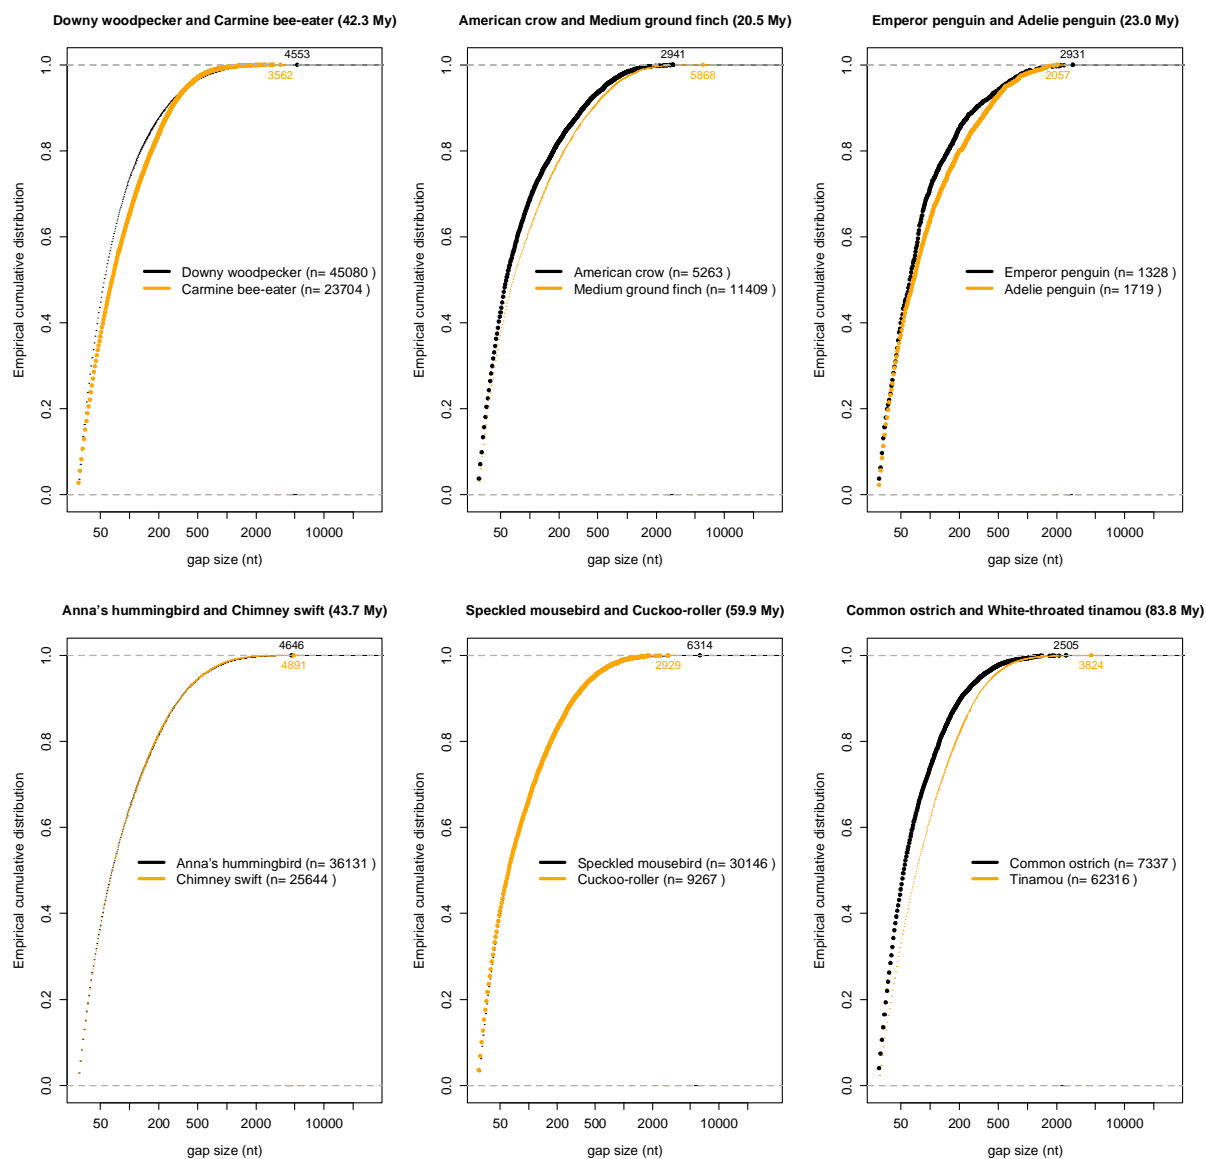 Downy woodpecker and Carmine bee-eater (42.3 My)
4553
3562
Empirical cumulative distribution
0.0 0.2 0.4 0.6 0.8 1.0
Downy woodpecker (n= 45080 )
Carmine bee-eater (n= 23704 )
50 200 500 2000 10000
gap size (nt)
American crow and Medium ground finch (20.5 My)
2941
5868
Empirical cumulative distribution
0.0 0.2 0.4 0.6 0.8 1.0
American crow (n= 5263 )
Medium ground finch (n= 11409 )
50 200 500 2000 10000
gap size (nt)
Emperor penguin and Adelie penguin (23.0 My)
2931
2057
Empirical cumulative distribution
0.0 0.2 0.4 0.6 0.8 1.0
Emperor penguin (n= 1328 )
Adelie penguin (n= 1719 )
50 200 500 2000 10000
gap size (nt)
Anna's hummingbird and Chimney swift (43.7 My)
4646
4891
Empirical cumulative distribution
0.0 0.2 0.4 0.6 0.8 1.0
Anna's hummingbird (n= 36131 )
Chimney swift (n= 25644 )
50 200 500 2000 10000
gap size (nt)
Speckled mousebird and Cuckoo-roller (59.9 My)
6314
2929
Empirical cumulative distribution
0.0 0.2 0.4 0.6 0.8 1.0
Speckled mousebird (n= 30146 )
Cuckoo-roller (n= 9267 )
50 200 500 2000 10000
gap size (nt)
Common ostrich and White-throated tinamou (83.8 My)
2505
3824
Empirical cumulative distribution
0.0 0.2 0.4 0.6 0.8 1.0
Common ostrich (n= 7337 )
Tinamou (n= 62316 )
50 200 500 2000 10000
gap size (nt)